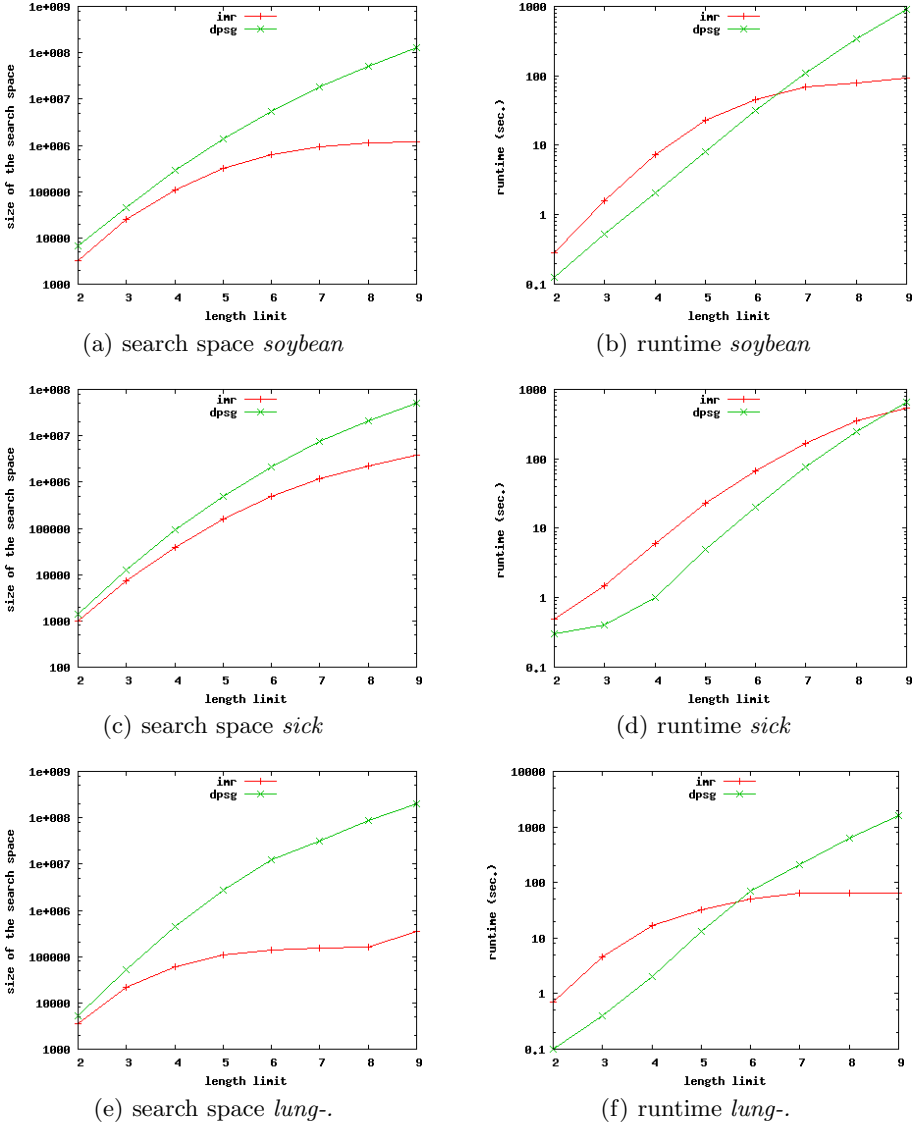 1e+009
1e+008
1e+007
1e+006
100000
10000
1000
size of the search space
imr
dpsg
2 3 4 5 6 7 8 9
length limit
(a) search space soybean
1000
100
10
1
0.1
runtime (sec.)
imr
dpsg
2 3 4 5 6 7 8 9
length limit
(b) runtime soybean
1e+008
1e+007
1e+006
100000
10000
1000
100
size of the search space
imr
dpsg
2 3 4 5 6 7 8 9
length limit
(c) search space sick
1000
100
10
1
0.1
runtime (sec.)
imr
dpsg
2 3 4 5 6 7 8 9
length limit
(d) runtime sick
1e+009
1e+008
1e+007
1e+006
100000
10000
1000
size of the search space
imr
dpsg
2 3 4 5 6 7 8 9
length limit
(e) search space lung-.
10000
1000
100
10
1
0.1
runtime (sec.)
imr
dpsg
2 3 4 5 6 7 8 9
length limit
(f) runtime lung-.